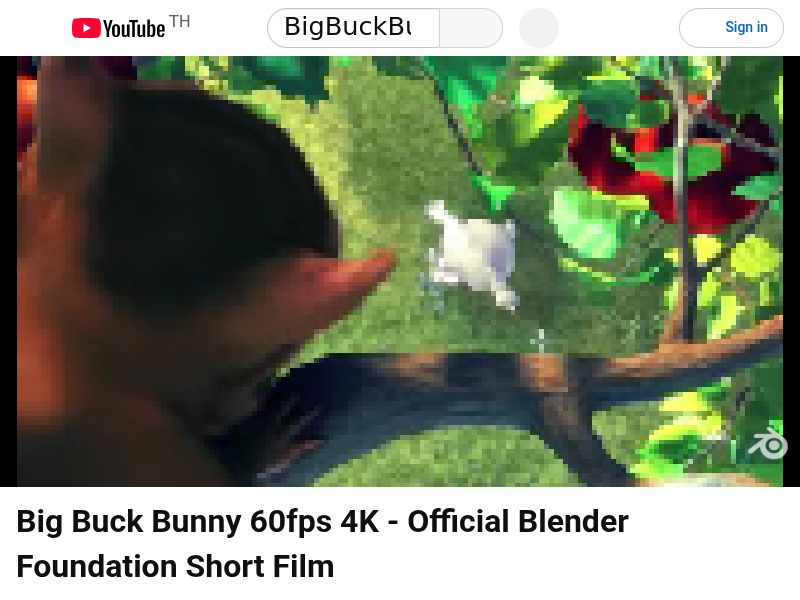 YouTube TH
BigBuckBu
Sign in
Big Buck Bunny 60fps 4K - Official Blender
Foundation Short Film